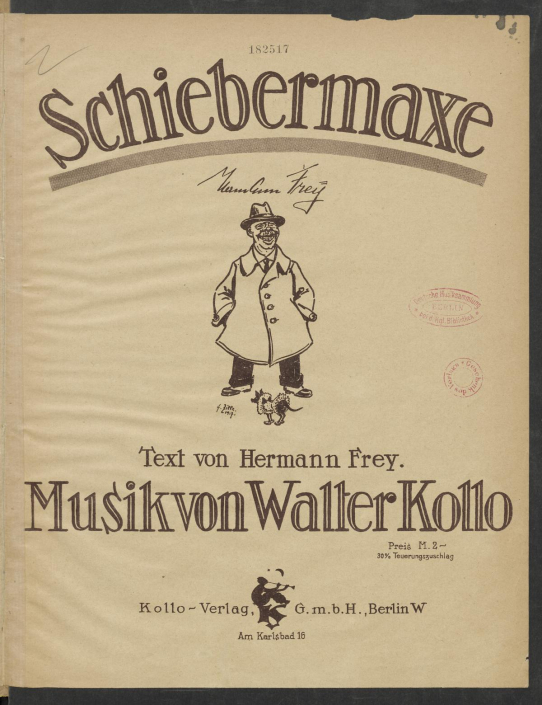 182517
Schiebermaxe
Hermann Frey
Text von Hermann Frey.
Musik von Walter Kollo
Preis M. 2~
30% Teuerungszuschlag
Kollo-Verlag, G.m.b.H., Berlin W
Am Karlsbad 16